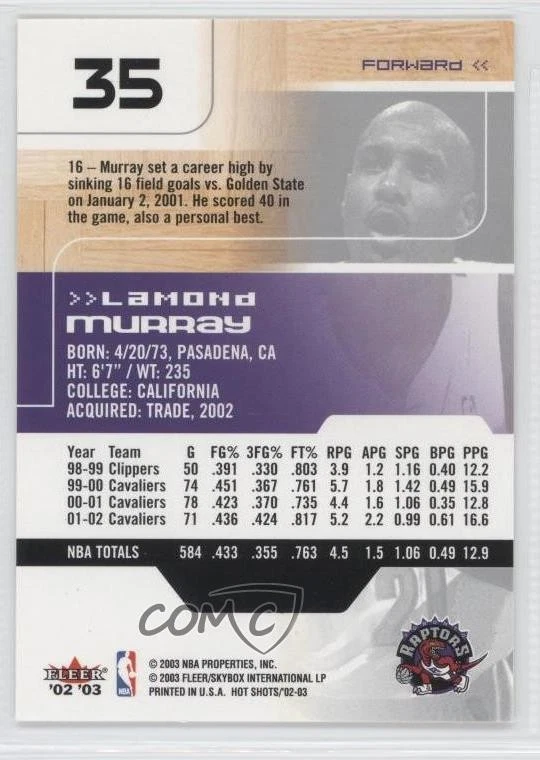 35
FORWARD <<
16 – Murray set a career high by
sinking 16 field goals vs. Golden State
on January 2, 2001. He scored 40 in
the game, also a personal best.
>>LAMOND
MURRAY
BORN: 4/20/73, PASADENA, CA
HT: 6'7" / WT: 235
COLLEGE: CALIFORNIA
ACQUIRED: TRADE, 2002
Year Team G FG% 3FG% FT% RPG APG SPG BPG PPG
98-99 Clippers 50 .391 .330 .803 3.9 1.2 1.16 0.40 12.2
99-00 Cavaliers 74 .451 .367 .761 5.7 1.8 1.42 0.49 15.9
00-01 Cavaliers 78 .423 .370 .735 4.4 1.6 1.06 0.35 12.8
01-02 Cavaliers 71 .436 .424 .817 5.2 2.2 0.99 0.61 16.6
NBA TOTALS 584 .433 .355 .763 4.5 1.5 1.06 0.49 12.9
COMC
RAPTORS
FLEER
'02 '03
NBA
© 2003 NBA PROPERTIES, INC.
© 2003 FLEER/SKYBOX INTERNATIONAL LP
PRINTED IN U.S.A. HOT SHOTS/'02-03